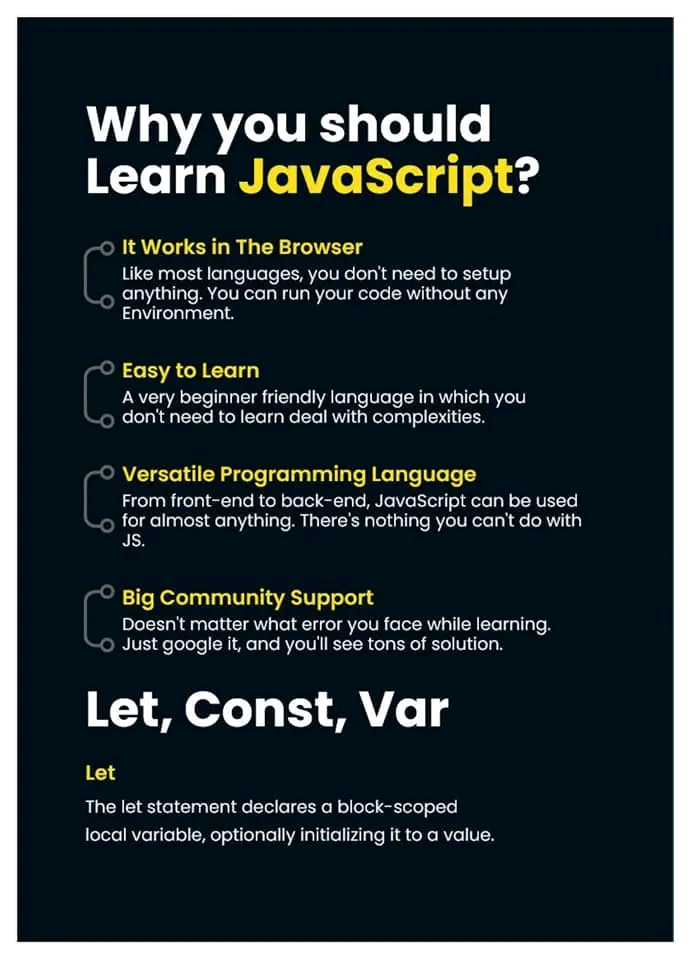 Why you should
Learn JavaScript?
It Works in The Browser
Like most languages, you don't need to setup
anything. You can run your code without any
Environment.
Easy to Learn
A very beginner friendly language in which you
don't need to learn deal with complexities.
Versatile Programming Language
From front-end to back-end, JavaScript can be used
for almost anything. There's nothing you can't do with
JS.
Big Community Support
Doesn't matter what error you face while learning.
Just google it, and you'll see tons of solution.
Let, Const, Var
Let
The let statement declares a block-scoped
local variable, optionally initializing it to a value.